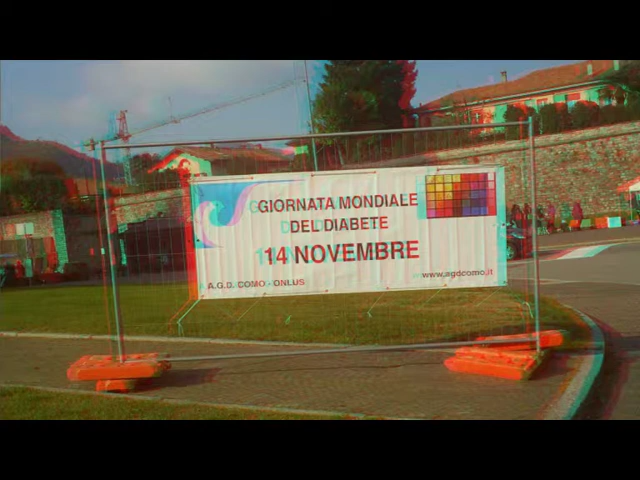 GIORNATA MONDIALE
DEL DIABETE
14 NOVEMBRE
A.G.D. COMO ONLUS
www.agdcomo.it